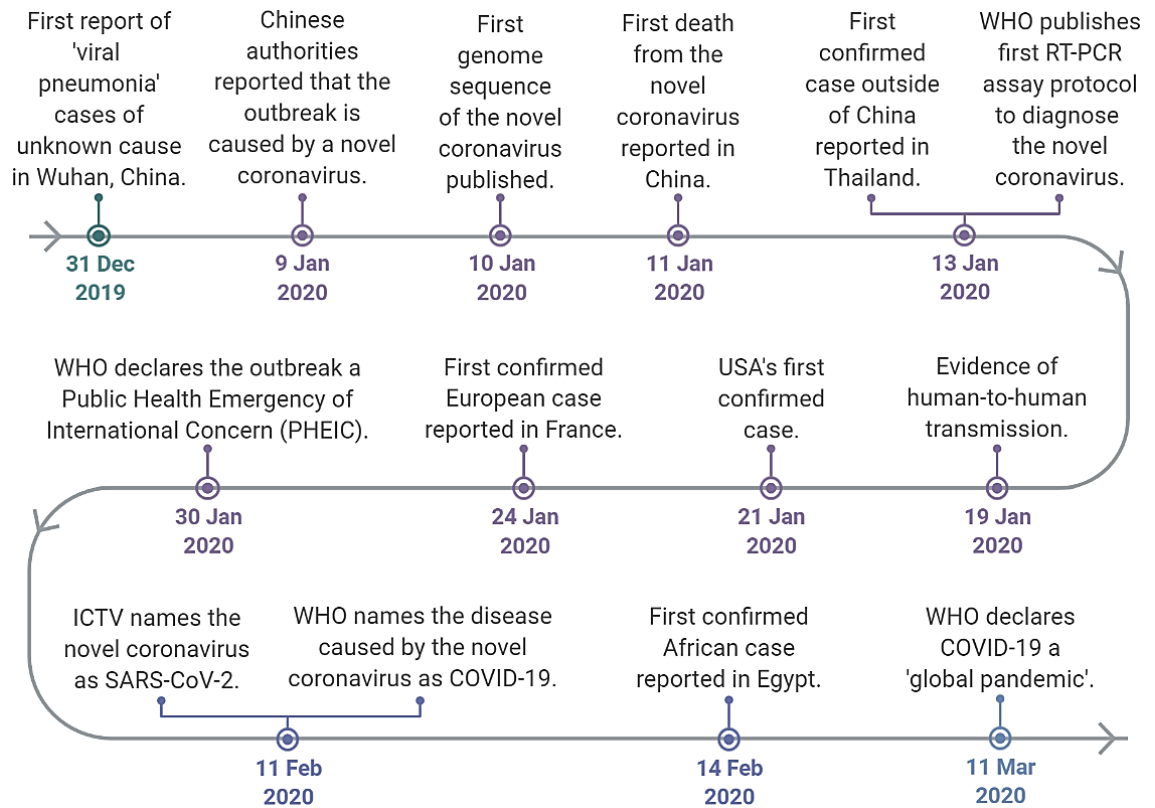 First report of
'viral
pneumonia'
cases of
unknown cause
in Wuhan, China.
31 Dec
2019
Chinese
authorities
reported that the
outbreak is
caused by a novel
coronavirus.
9 Jan
2020
First
genome
sequence
of the novel
coronavirus
published.
10 Jan
2020
First death
from the
novel
coronavirus
reported in
China.
11 Jan
2020
First
confirmed
case outside
of China
reported in
Thailand.
WHO publishes
first RT-PCR
assay protocol
to diagnose
the novel
coronavirus.
13 Jan
2020
Evidence of
human-to-human
transmission.
19 Jan
2020
USA's first
confirmed
case.
21 Jan
2020
First confirmed
European case
reported in France.
24 Jan
2020
WHO declares the outbreak a
Public Health Emergency of
International Concern (PHEIC).
30 Jan
2020
ICTV names the
novel coronavirus
as SARS-CoV-2.
WHO names the disease
caused by the novel
coronavirus as COVID-19.
11 Feb
2020
First confirmed
African case
reported in Egypt.
14 Feb
2020
WHO declares
COVID-19 a
'global pandemic'.
11 Mar
2020